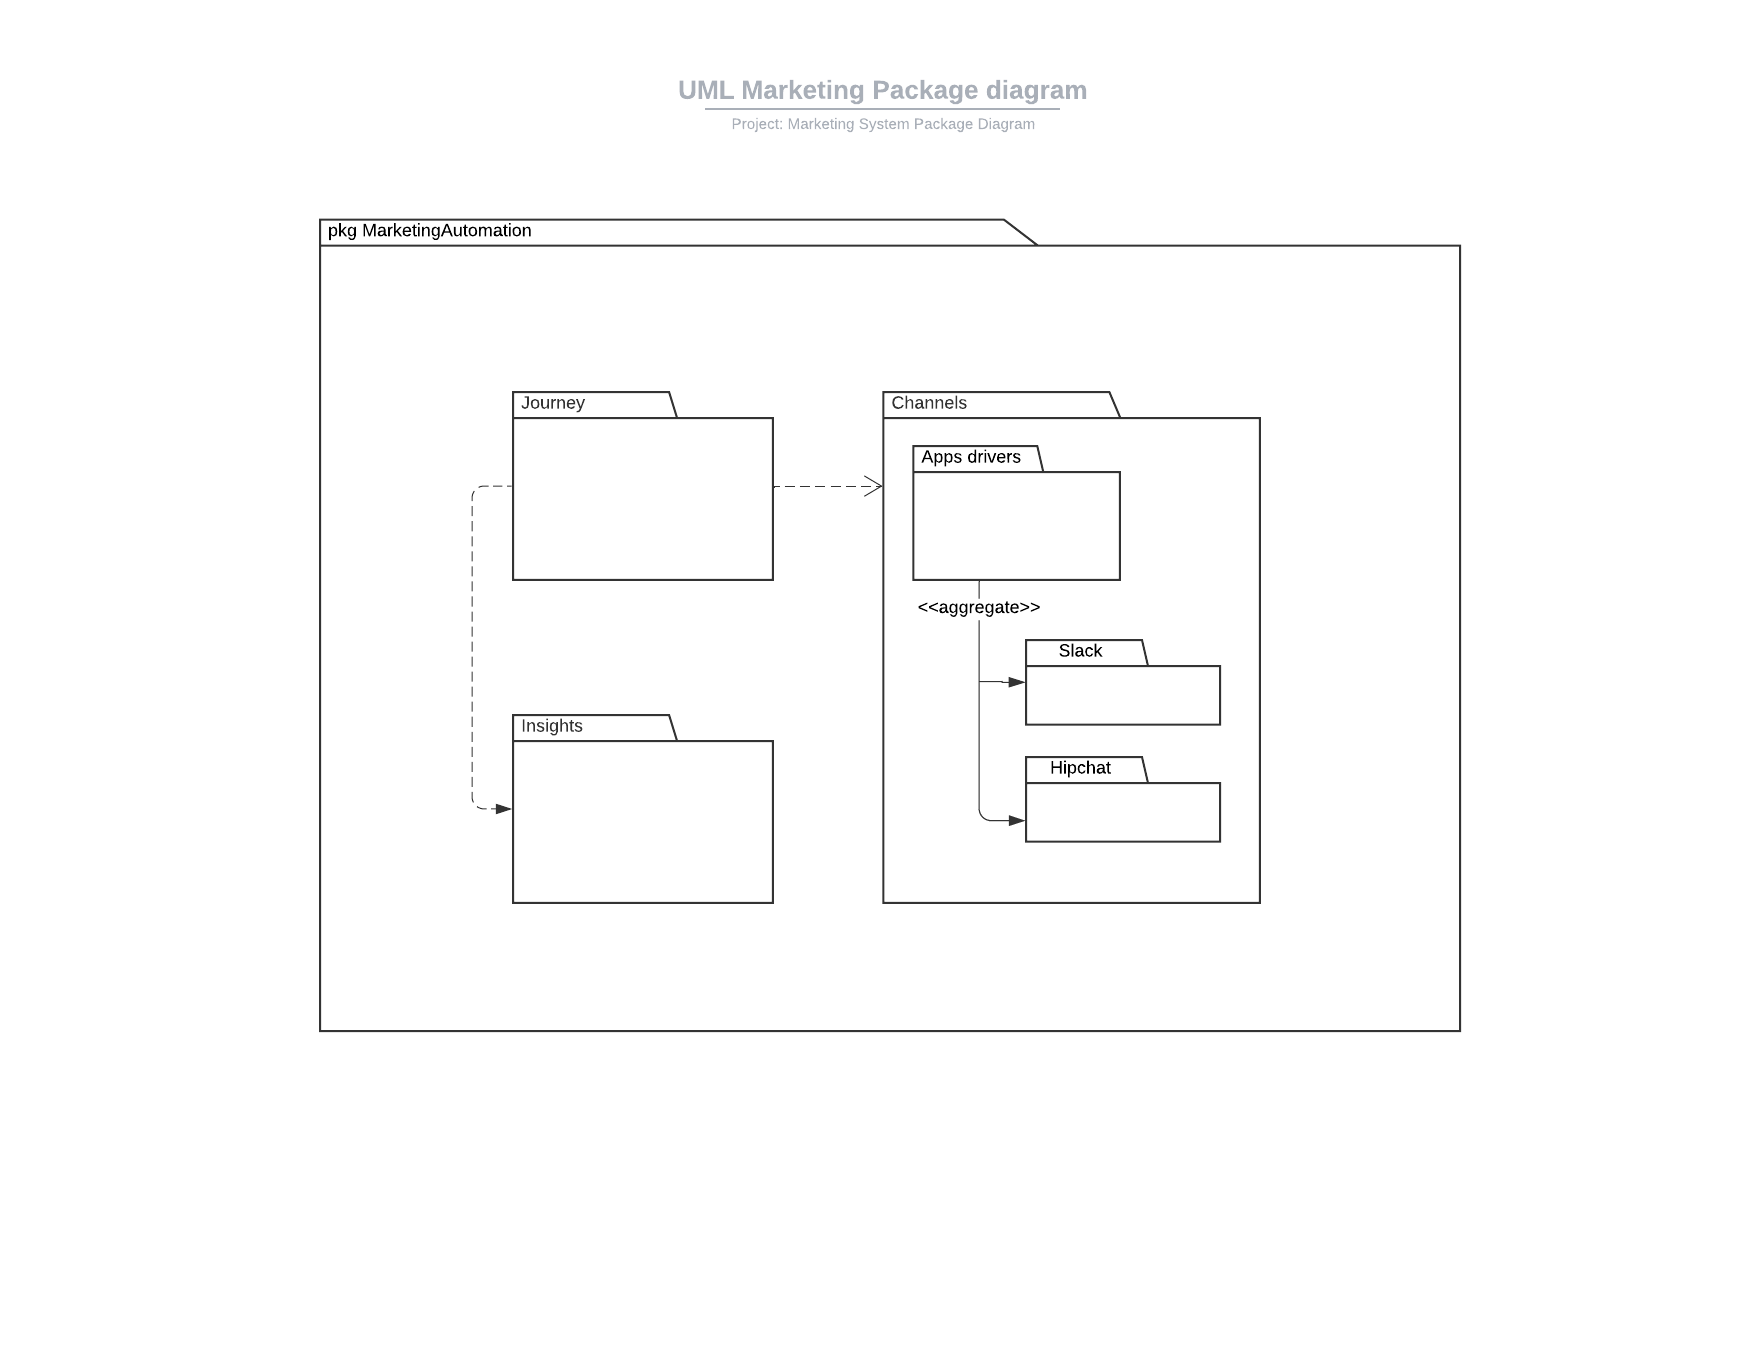 UML Marketing Package diagram
Project: Marketing System Package Diagram
pkg MarketingAutomation
Journey
Channels
Apps drivers
<<aggregate>>
Slack
Insights
Hipchat